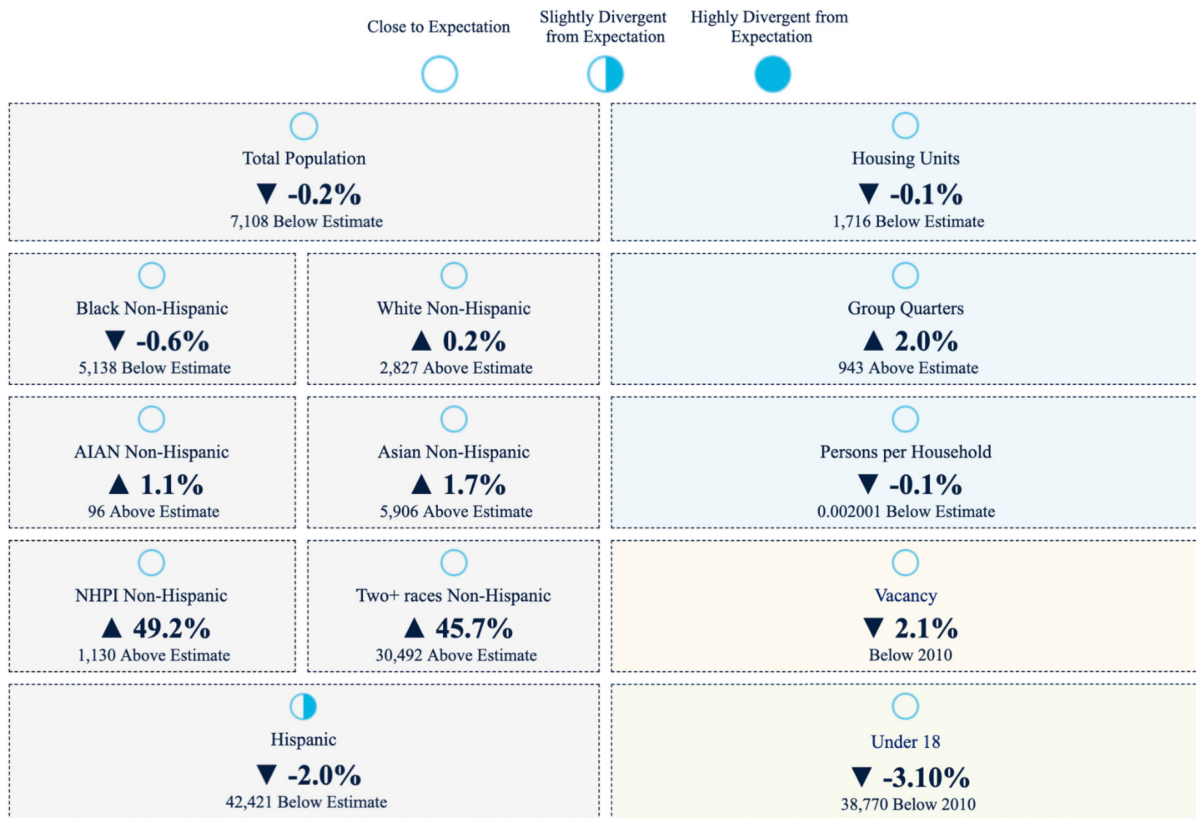 Close to Expectation
Slightly Divergent
from Expectation
Highly Divergent from
Expectation
Total Population
▼ -0.2%
7,108 Below Estimate
Housing Units
▼ -0.1%
1,716 Below Estimate
Black Non-Hispanic
▼ -0.6%
5,138 Below Estimate
White Non-Hispanic
▲ 0.2%
2,827 Above Estimate
Group Quarters
▲ 2.0%
943 Above Estimate
AIAN Non-Hispanic
▲ 1.1%
96 Above Estimate
Asian Non-Hispanic
▲ 1.7%
5,906 Above Estimate
Persons per Household
▼ -0.1%
0.002001 Below Estimate
NHPI Non-Hispanic
▲ 49.2%
1,130 Above Estimate
Two+ races Non-Hispanic
▲ 45.7%
30,492 Above Estimate
Vacancy
▼ 2.1%
Below 2010
Hispanic
▼ -2.0%
42,421 Below Estimate
Under 18
▼ -3.10%
38,770 Below 2010